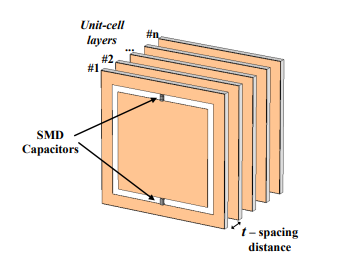 Unit-cell
layers
#n
...
#2
#1
SMD
Capacitors
t – spacing
distance